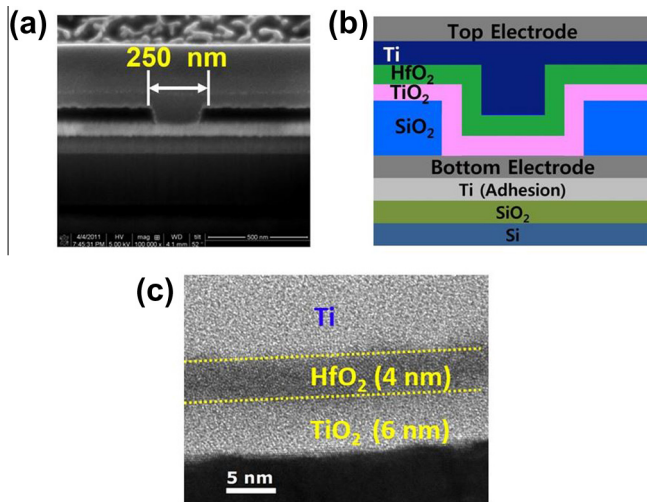 (a)
250 nm
4/4/2011
7:45:31 PM
HV
5.00 kV
mag
100 000 x
WD
4.1 mm
tilt
52 °
500 nm
(b)
Top Electrode
Ti
HfO₂
TiO₂
SiO₂
Bottom Electrode
Ti (Adhesion)
SiO₂
Si
(c)
Ti
HfO₂ (4 nm)
TiO₂ (6 nm)
5 nm